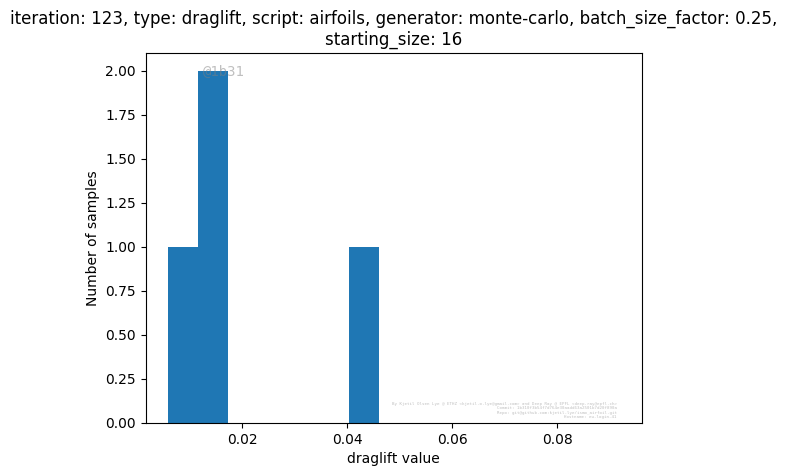 iteration: 123, type: draglift, script: airfoils, generator: monte-carlo, batch_size_factor: 0.25,
starting_size: 16
@1b31
2.00
1.75
1.50
1.25
1.00
0.75
0.50
0.25
0.00
Number of samples
0.02 0.04 0.06 0.08
draglift value